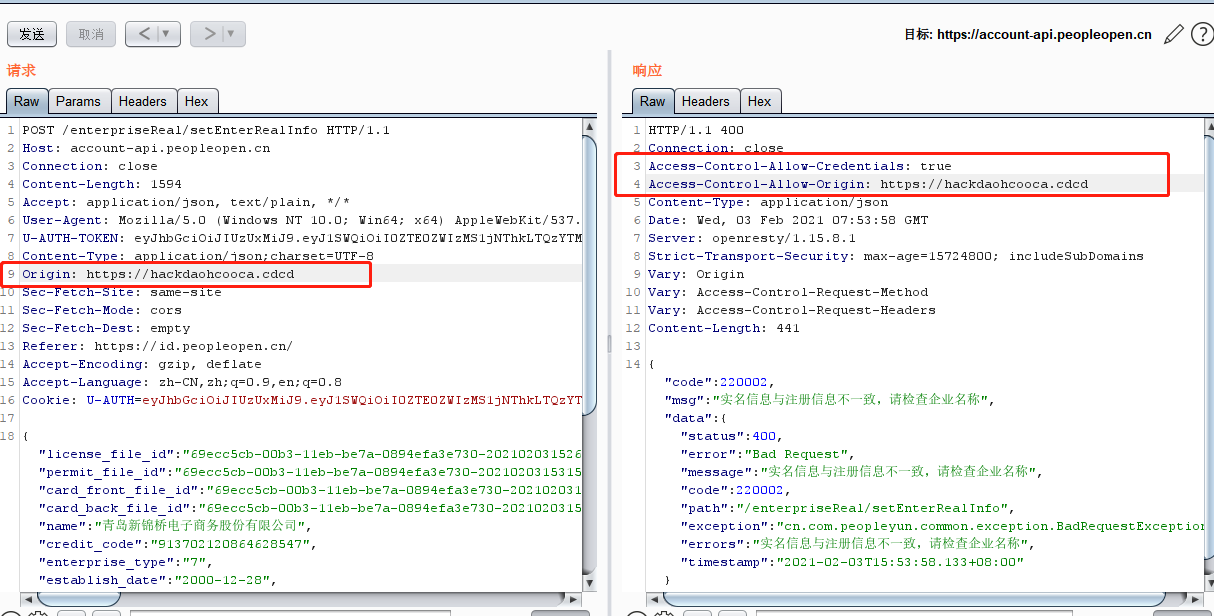 发送 取消 < ▼ > ▼ 目标: https://account-api.peopleopen.cn ?
请求
Raw Params Headers Hex
1 POST /enterpriseReal/setEnterRealInfo HTTP/1.1
2 Host: account-api.peopleopen.cn
3 Connection: close
4 Content-Length: 1594
5 Accept: application/json, text/plain, */*
6 User-Agent: Mozilla/5.0 (Windows NT 10.0; Win64; x64) AppleWebKit/537.
7 U-AUTH-TOKEN:
8 Content-Type: application/json;charset=UTF-8
9 Origin: https://hackdaohcooca.cdcd
10 Sec-Fetch-Site: same-site
11 Sec-Fetch-Mode: cors
12 Sec-Fetch-Dest: empty
13 Referer: https://id.peopleopen.cn/
14 Accept-Encoding: gzip, deflate
15 Accept-Language: zh-CN,zh;q=0.9,en;q=0.8
16 Cookie:
17
18 {
"license_file_id":"69ecc5cb-00b3-11eb-be7a-0894efa3e730-202102031526
"permit_file_id":"69ecc5cb-00b3-11eb-be7a-0894efa3e730-2021020315315
"card_front_file_id":"69ecc5cb-00b3-11eb-be7a-0894efa3e730-202102031
"card_back_file_id":"69ecc5cb-00b3-11eb-be7a-0894efa3e730-2021020315
"name":"青岛新锦桥电子商务股份有限公司",
"credit_code":"913702120864628547",
"enterprise_type":"7",
"establish_date":"2000-12-28",
响应
Raw Headers Hex
1 HTTP/1.1 400
2 Connection: close
3 Access-Control-Allow-Credentials: true
4 Access-Control-Allow-Origin: https://hackdaohcooca.cdcd
5 Content-Type: application/json
6 Date: Wed, 03 Feb 2021 07:53:58 GMT
7 Server: openresty/1.15.8.1
8 Strict-Transport-Security: max-age=15724800; includeSubDomains
9 Vary: Origin
10 Vary: Access-Control-Request-Method
11 Vary: Access-Control-Request-Headers
12 Content-Length: 441
13
14 {
"code":220002,
"msg":"实名信息与注册信息不一致，请检查企业名称",
"data":{
"status":400,
"error":"Bad Request",
"message":"实名信息与注册信息不一致，请检查企业名称",
"code":220002,
"path":"/enterpriseReal/setEnterRealInfo",
"exception":"cn.com.peopleyun.common.exception.BadRequestException
"errors":"实名信息与注册信息不一致，请检查企业名称",
"timestamp":"2021-02-03T15:53:58.133+08:00"
}